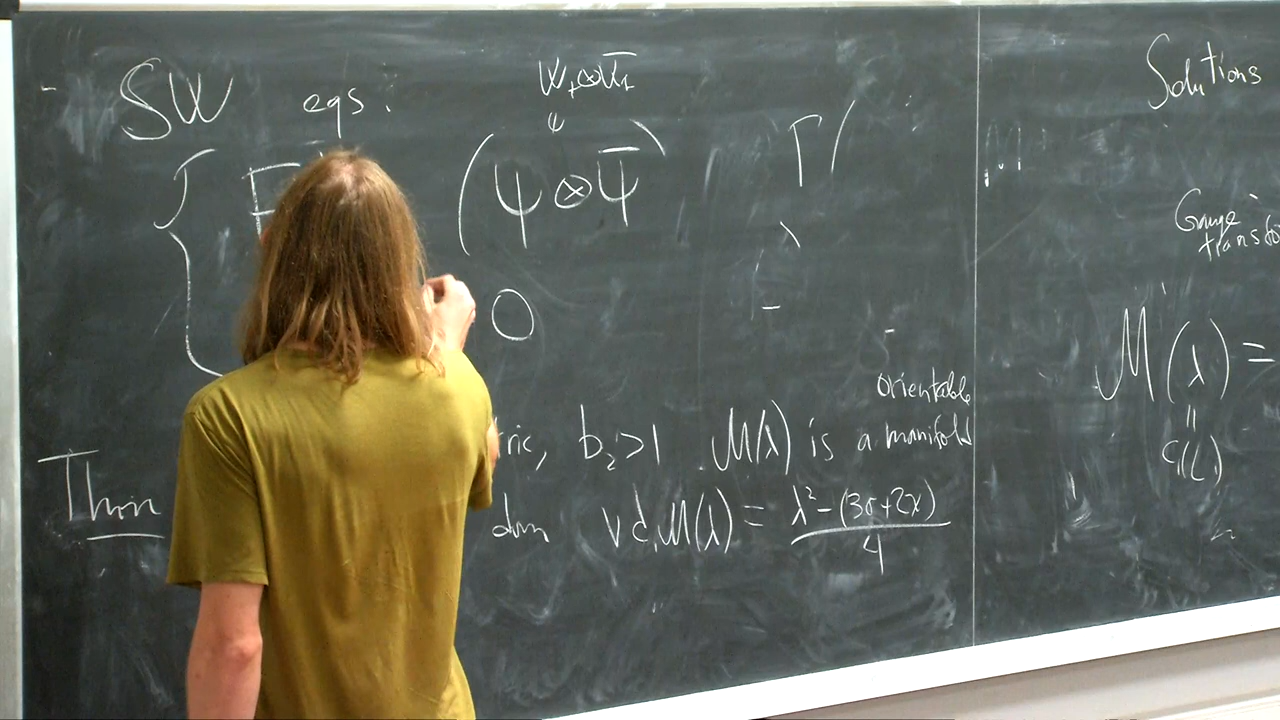 SW eqs:
W₊⊗W̄₊
ψ
F (Ψ⊗Ψ̄) Γ(
0
orientable
ric, b₂>1 M(λ) is a manifold
Thm
dim vd M(λ) = (λ²-(3σ+2χ))/4
Solutions
M
Gauge
transfo
M(λ) =
=
c₁(L)